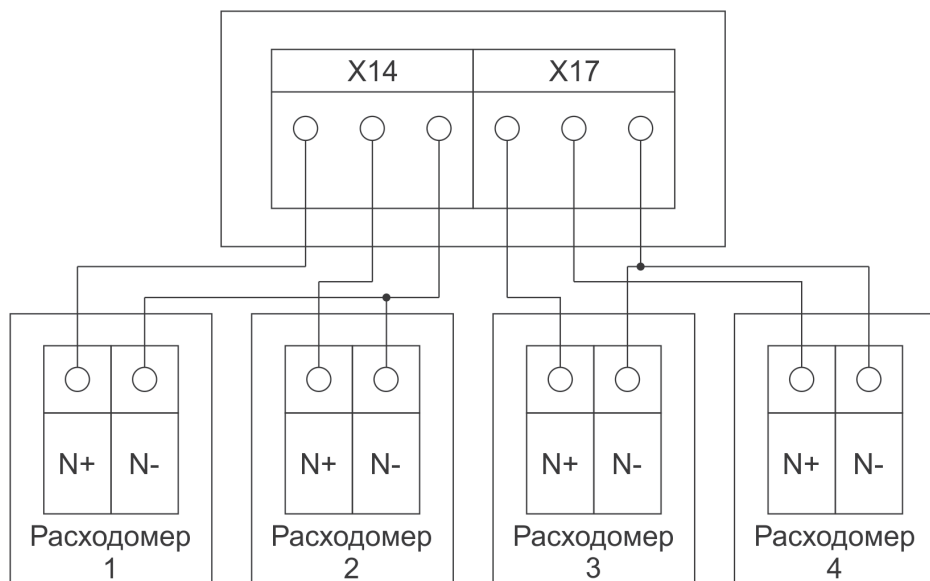 X14 X17
N+ N- N+ N- N+ N- N+ N-
Расходомер Расходомер Расходомер Расходомер
1 2 3 4